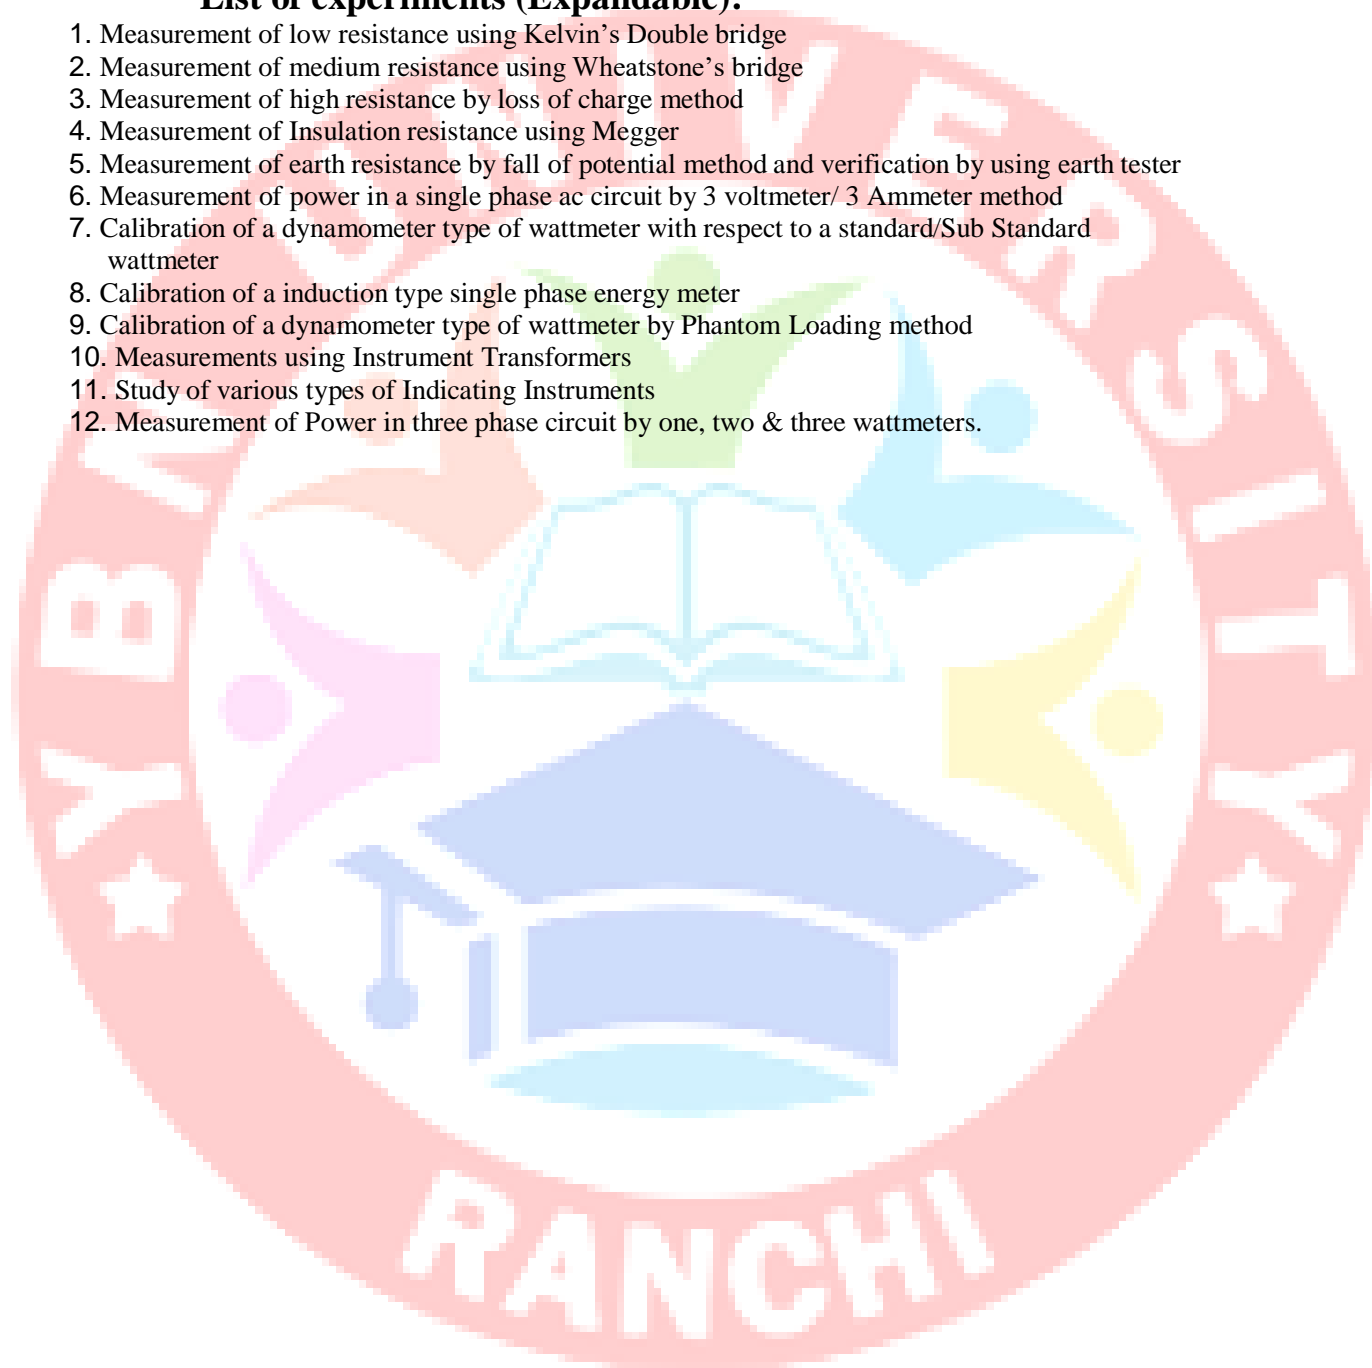 List of experiments (Expandable):
1. Measurement of low resistance using Kelvin’s Double bridge
2. Measurement of medium resistance using Wheatstone’s bridge
3. Measurement of high resistance by loss of charge method
4. Measurement of Insulation resistance using Megger
5. Measurement of earth resistance by fall of potential method and verification by using earth tester
6. Measurement of power in a single phase ac circuit by 3 voltmeter/ 3 Ammeter method
7. Calibration of a dynamometer type of wattmeter with respect to a standard/Sub Standard
wattmeter
8. Calibration of a induction type single phase energy meter
9. Calibration of a dynamometer type of wattmeter by Phantom Loading method
10. Measurements using Instrument Transformers
11. Study of various types of Indicating Instruments
12. Measurement of Power in three phase circuit by one, two & three wattmeters.
YBN UNIVERSITY
RANCHI